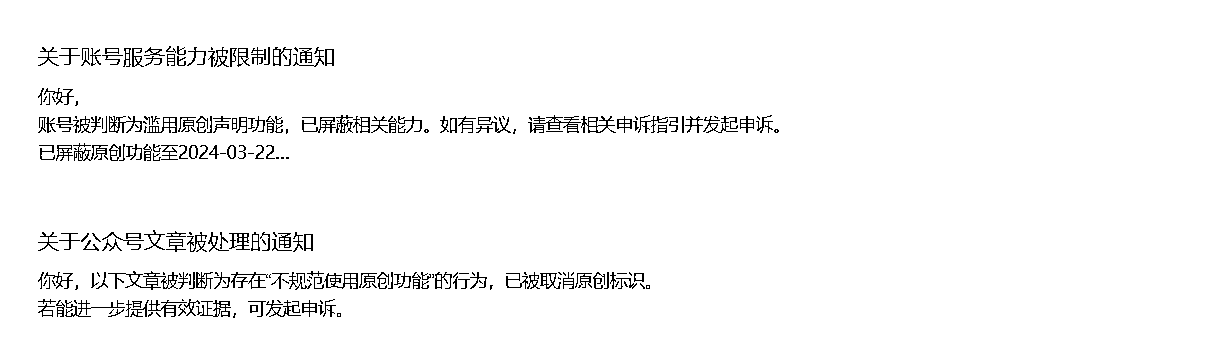 关于账号服务能力被限制的通知
你好，
账号被判断为滥用原创声明功能，已屏蔽相关能力。如有异议，请查看相关申诉指引并发起申诉。
已屏蔽原创功能至2024-03-22...
关于公众号文章被处理的通知
你好，以下文章被判断为存在“不规范使用原创功能”的行为，已被取消原创标识。
若能进一步提供有效证据，可发起申诉。